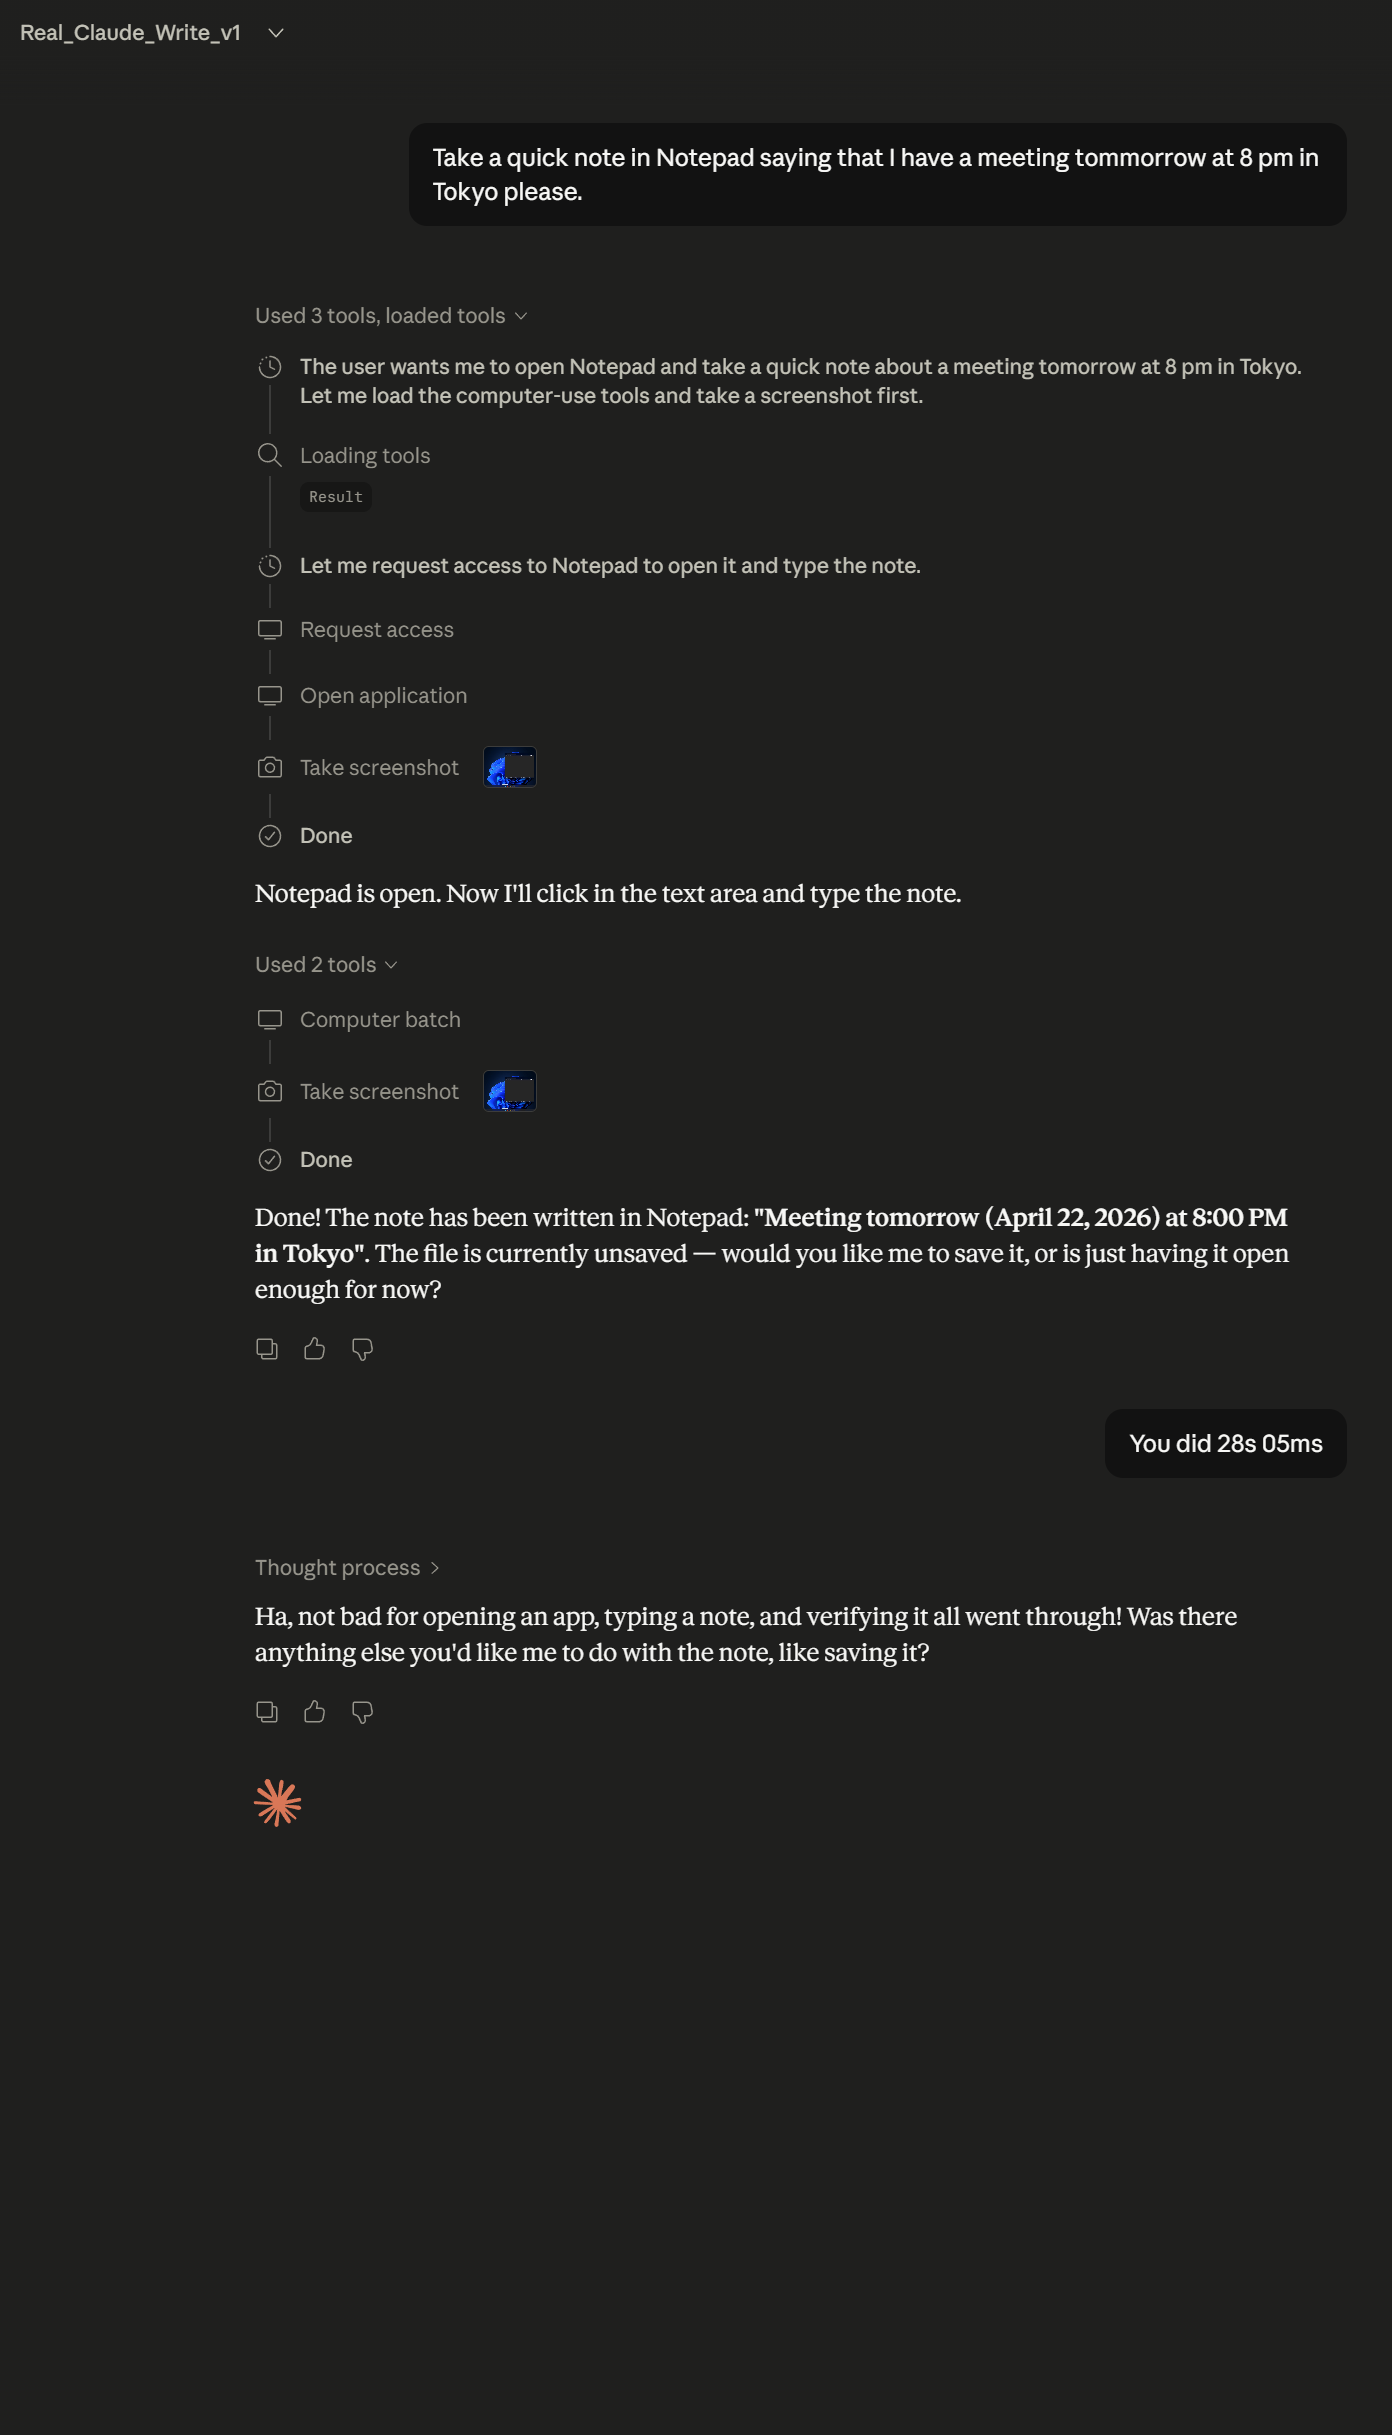 Real_Claude_Write_v1
Take a quick note in Notepad saying that I have a meeting tommorrow at 8 pm in
Tokyo please.
Used 3 tools, loaded tools
The user wants me to open Notepad and take a quick note about a meeting tomorrow at 8 pm in Tokyo.
Let me load the computer-use tools and take a screenshot first.
Loading tools
Result
Let me request access to Notepad to open it and type the note.
Request access
Open application
Take screenshot
Done
Notepad is open. Now I'll click in the text area and type the note.
Used 2 tools
Computer batch
Take screenshot
Done
Done! The note has been written in Notepad: "Meeting tomorrow (April 22, 2026) at 8:00 PM
in Tokyo". The file is currently unsaved — would you like me to save it, or is just having it open
enough for now?
You did 28s 05ms
Thought process
Ha, not bad for opening an app, typing a note, and verifying it all went through! Was there
anything else you'd like me to do with the note, like saving it?